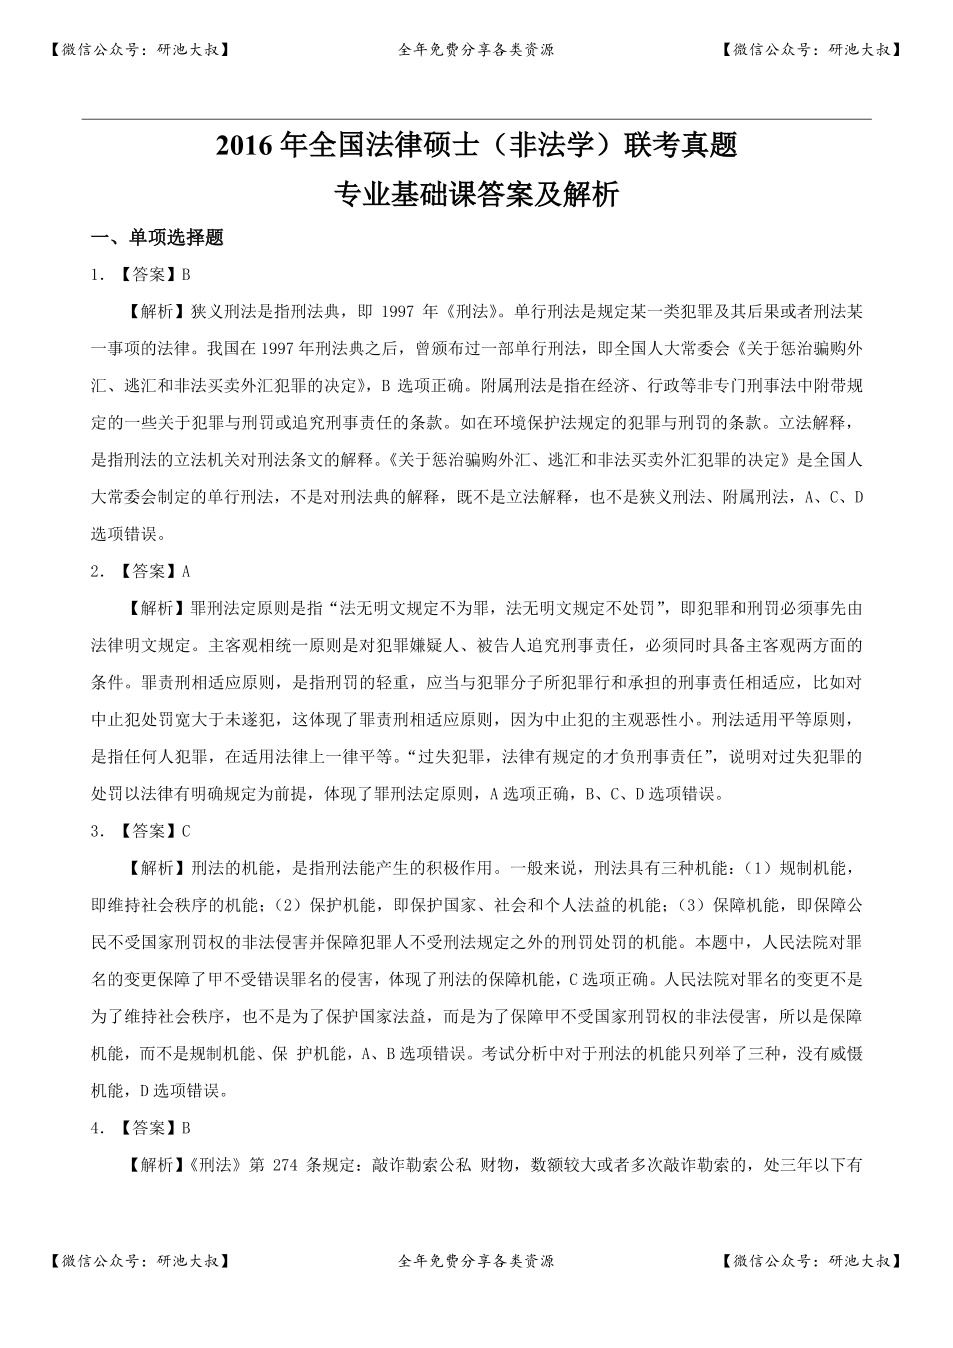 【微信公众号：研池大叔】 全年免费分享各类资源 【微信公众号：研池大叔】
2016 年全国法律硕士（非法学）联考真题
专业基础课答案及解析
一、单项选择题
1. 【答案】B
【解析】狭义刑法是指刑法典，即 1997 年《刑法》。单行刑法是规定某一类犯罪及其后果或者刑法某
一事项的法律。我国在 1997 年刑法典之后，曾颁布过一部单行刑法，即全国人大常委会《关于惩治骗购外
汇、逃汇和非法买卖外汇犯罪的决定》，B 选项正确。附属刑法是指在经济、行政等非专门刑事法中附带规
定的一些关于犯罪与刑罚或追究刑事责任的条款。如在环境保护法规定的犯罪与刑罚的条款。立法解释，
是指刑法的立法机关对刑法条文的解释。《关于惩治骗购外汇、逃汇和非法买卖外汇犯罪的决定》是全国人
大常委会制定的单行刑法，不是对刑法典的解释，既不是立法解释，也不是狭义刑法、附属刑法，A、C、D
选项错误。
2. 【答案】A
【解析】罪刑法定原则是指“法无明文规定不为罪，法无明文规定不处罚”，即犯罪和刑罚必须事先由
法律明文规定。主客观相统一原则是对犯罪嫌疑人、被告人追究刑事责任，必须同时具备主客观两方面的
条件。罪责刑相适应原则，是指刑罚的轻重，应当与犯罪分子所犯罪行和承担的刑事责任相适应，比如对
中止犯处罚宽大于未遂犯，这体现了罪责刑相适应原则，因为中止犯的主观恶性小。刑法适用平等原则，
是指任何人犯罪，在适用法律上一律平等。“过失犯罪，法律有规定的才负刑事责任”，说明对过失犯罪的
处罚以法律有明确规定为前提，体现了罪刑法定原则，A 选项正确，B、C、D 选项错误。
3. 【答案】C
【解析】刑法的机能，是指刑法能产生的积极作用。一般来说，刑法具有三种机能：（1）规制机能，
即维持社会秩序的机能；（2）保护机能，即保护国家、社会和个人法益的机能；（3）保障机能，即保障公
民不受国家刑罚权的非法侵害并保障犯罪人不受刑法规定之外的刑罚处罚的机能。本题中，人民法院对罪
名的变更保障了甲不受错误罪名的侵害，体现了刑法的保障机能，C 选项正确。人民法院对罪名的变更不是
为了维持社会秩序，也不是为了保护国家法益，而是为了保障甲不受国家刑罚权的非法侵害，所以是保障
机能，而不是规制机能、保 护机能，A、B 选项错误。考试分析中对于刑法的机能只列举了三种，没有威慑
机能，D 选项错误。
4. 【答案】B
【解析】《刑法》第 274 条规定：敲诈勒索公私 财物，数额较大或者多次敲诈勒索的，处三年以下有
【微信公众号：研池大叔】 全年免费分享各类资源 【微信公众号：研池大叔】